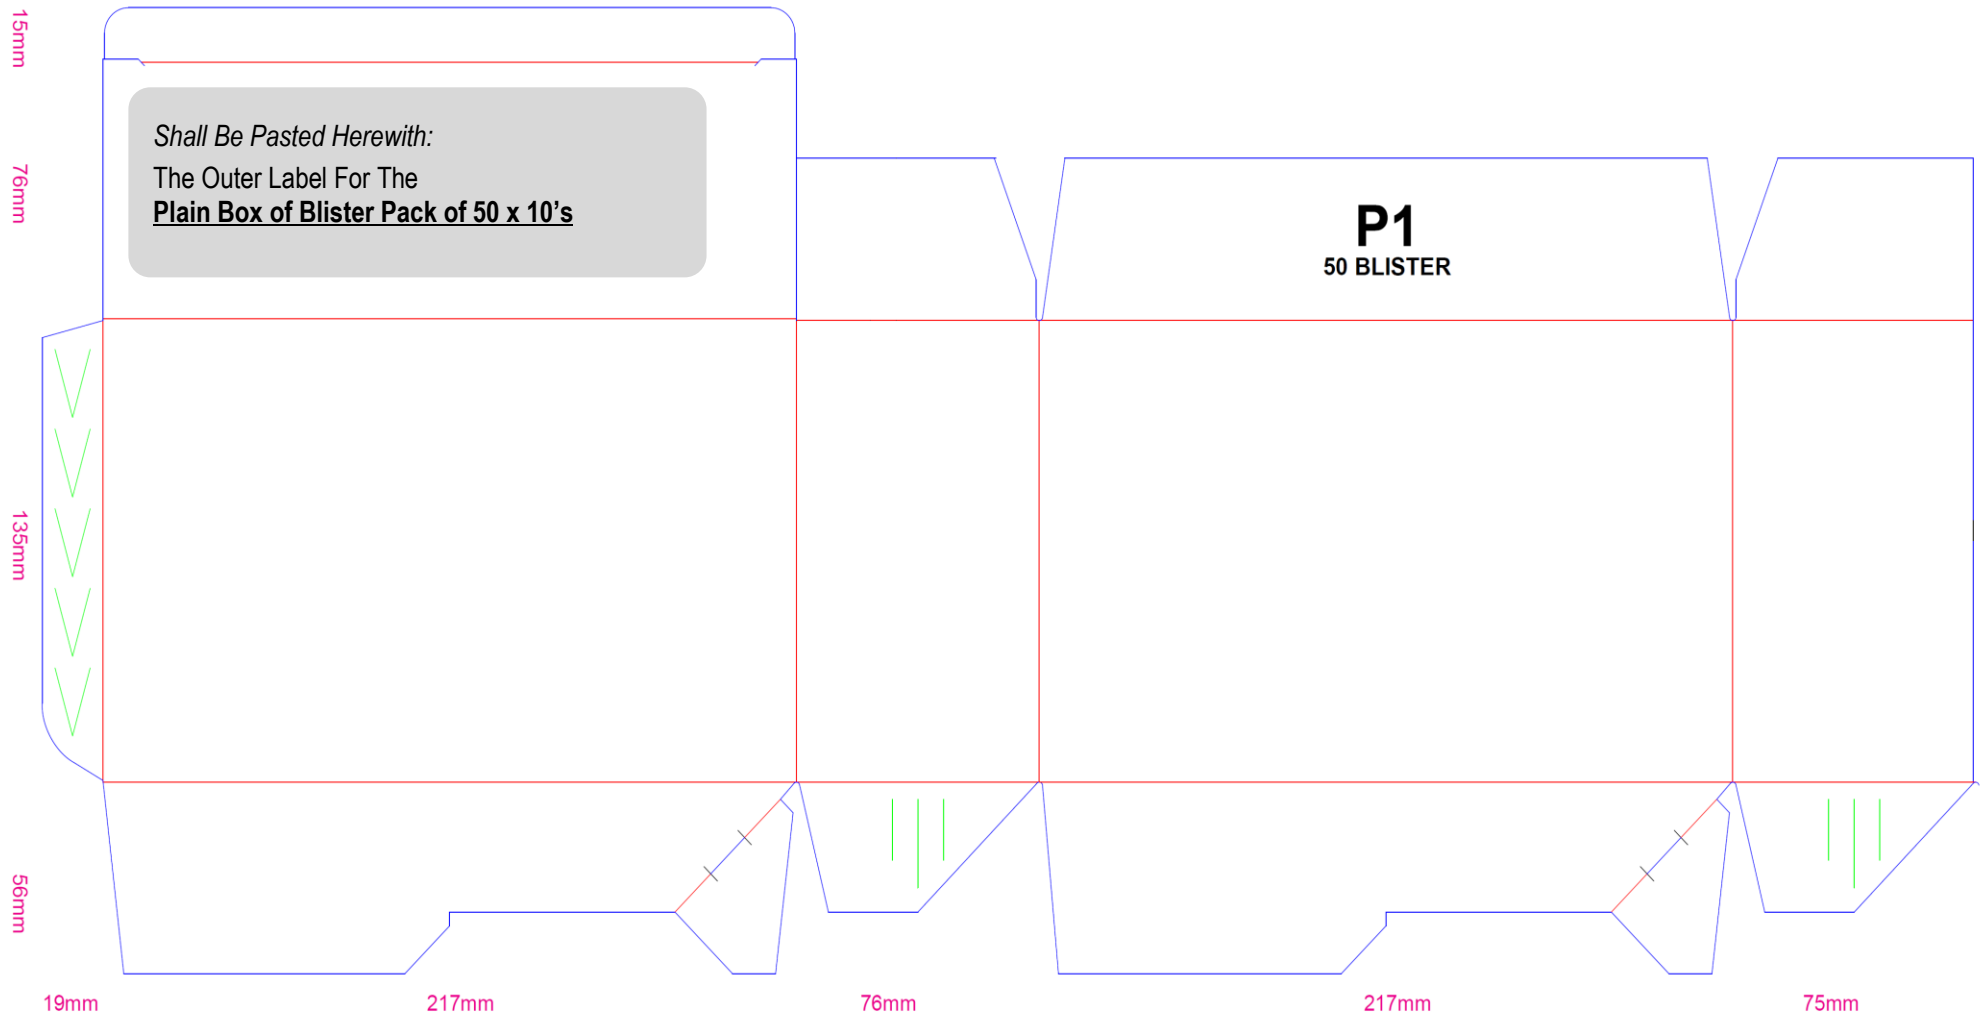 15mm
Shall Be Pasted Herewith:
The Outer Label For The
Plain Box of Blister Pack of 50 x 10’s
76mm
P1
50 BLISTER
135mm
56mm
19mm
217mm
76mm
217mm
75mm